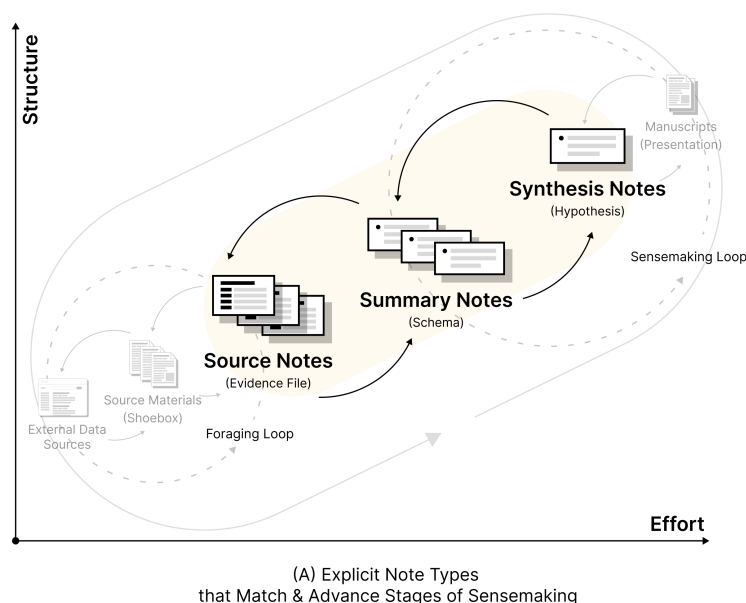 Structure
Manuscripts
(Presentation)
Synthesis Notes
(Hypothesis)
Sensemaking Loop
Summary Notes
(Schema)
Source Notes
(Evidence File)
Source Materials
(Shoebox)
External Data
Sources
Foraging Loop
Effort
(A) Explicit Note Types
that Match & Advance Stages of Sensemaking